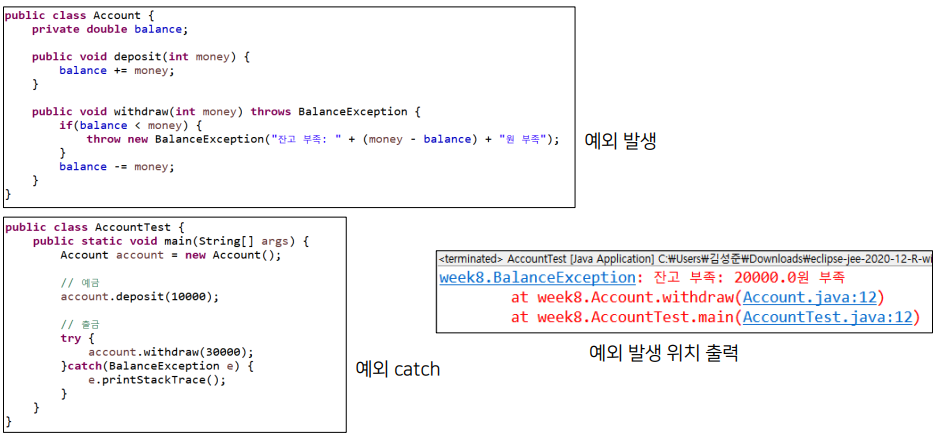 public class Account {
    private double balance;

    public void deposit(int money) {
        balance += money;
    }

    public void withdraw(int money) throws BalanceException {
        if(balance < money) {
            throw new BalanceException("잔고 부족: " + (money - balance) + "원 부족");
        }
        balance -= money;
    }
}
예외 발생
public class AccountTest {
    public static void main(String[] args) {
        Account account = new Account();

        // 예금
        account.deposit(10000);

        // 출금
        try {
            account.withdraw(30000);
        }catch(BalanceException e) {
            e.printStackTrace();
        }
    }
}
예외 catch
<terminated> AccountTest [Java Application] C:₩Users₩김성준₩Downloads₩eclipse-jee-2020-12-R-wi
week8.BalanceException: 잔고 부족: 20000.0원 부족
        at week8.Account.withdraw(Account.java:12)
        at week8.AccountTest.main(AccountTest.java:12)
예외 발생 위치 출력